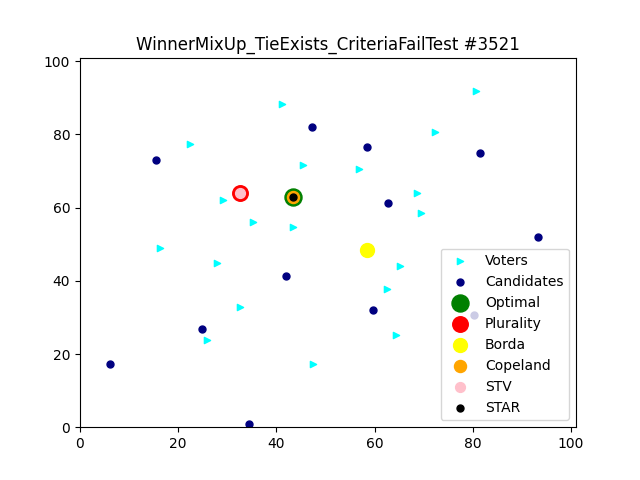 WinnerMixUp_TieExists_CriteriaFailTest #3521
100
80
60
40
20
0
0 20 40 60 80 100
Voters
Candidates
Optimal
Plurality
Borda
Copeland
STV
STAR